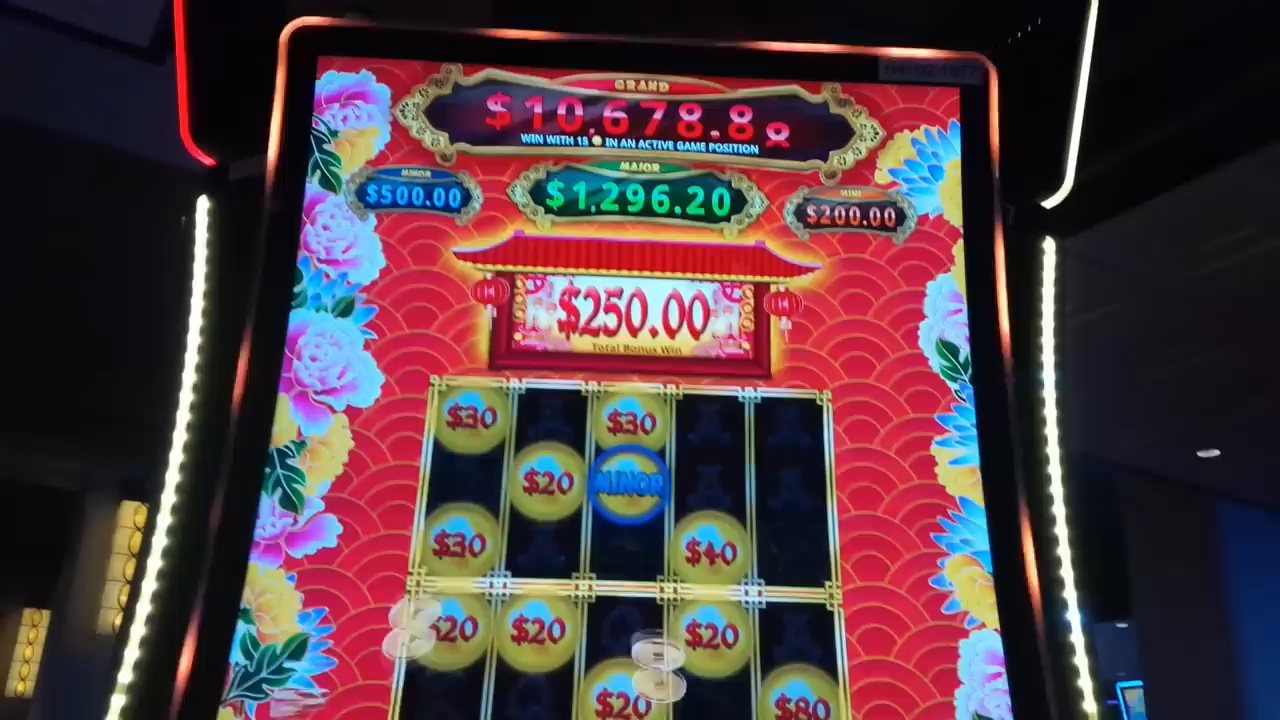 GRAND
$10,678.88
WIN WITH 15 IN AN ACTIVE GAME POSITION
MINOR
$500.00
MAJOR
$1,296.20
MINI
$200.00
$250.00
Total Bonus Win
$30
$30
$20
MINOR
$30
$40
$20
$20
$20
$20
$80